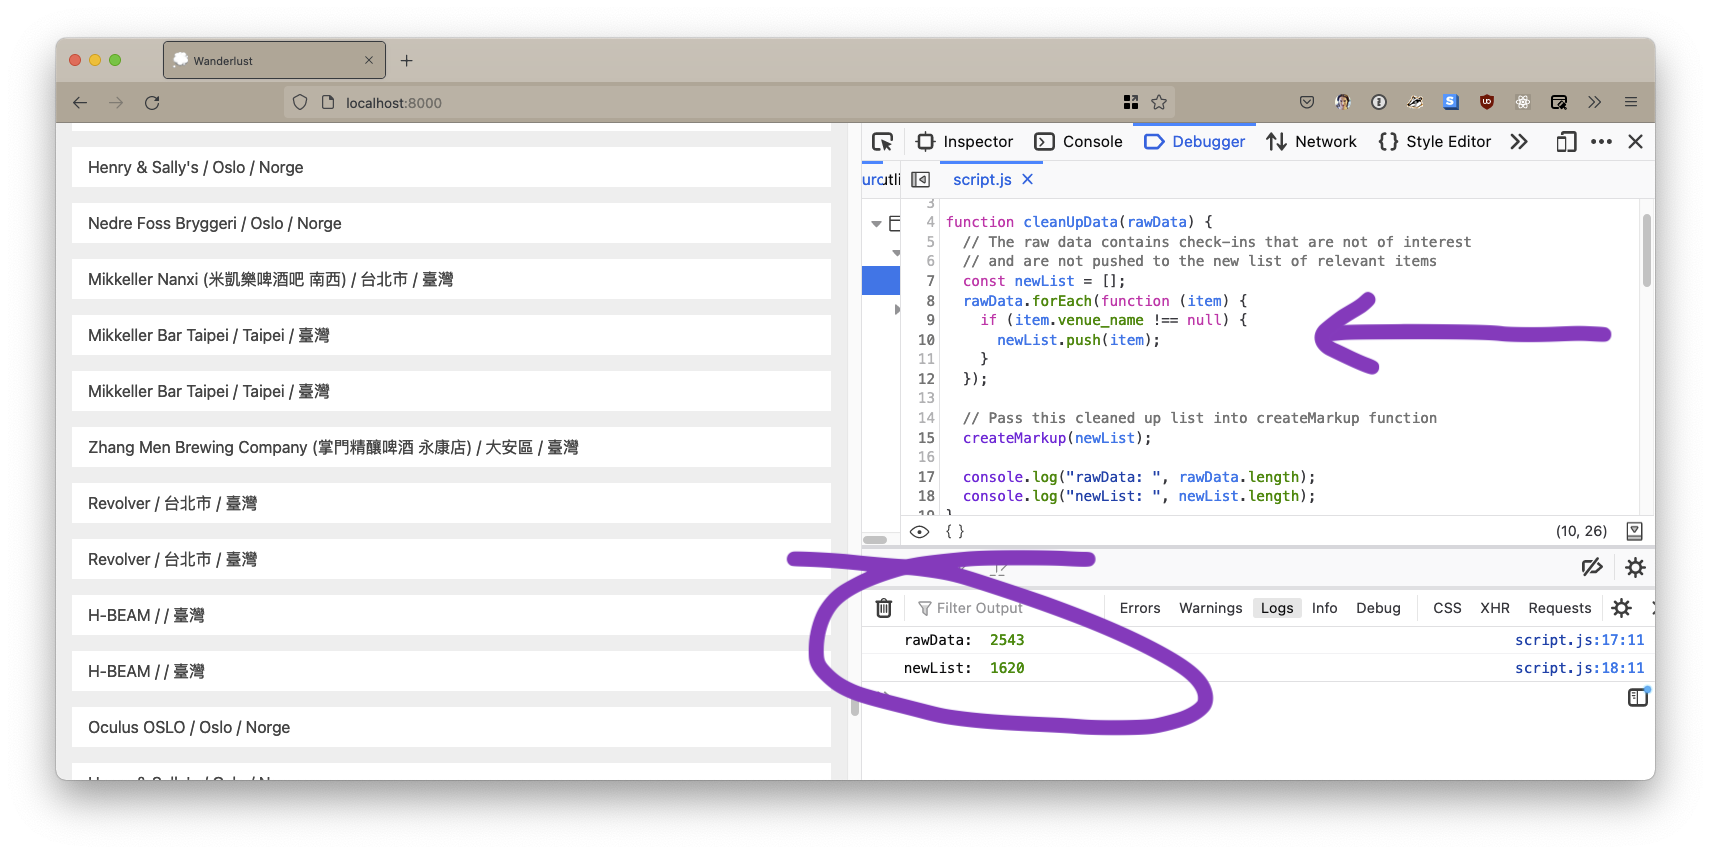 Wanderlust
localhost:8000
Henry & Sally's / Oslo / Norge
Nedre Foss Bryggeri / Oslo / Norge
Mikkeller Nanxi (米凱樂啤酒吧 南西) / 台北市 / 臺灣
Mikkeller Bar Taipei / Taipei / 臺灣
Mikkeller Bar Taipei / Taipei / 臺灣
Zhang Men Brewing Company (掌門精釀啤酒 永康店) / 大安區 / 臺灣
Revolver / 台北市 / 臺灣
Revolver / 台北市 / 臺灣
H-BEAM / / 臺灣
H-BEAM / / 臺灣
Oculus OSLO / Oslo / Norge
Inspector Console Debugger Network {} Style Editor
script.js
3
4 function cleanUpData(rawData) {
5 // The raw data contains check-ins that are not of interest
6 // and are not pushed to the new list of relevant items
7 const newList = [];
8 rawData.forEach(function (item) {
9 if (item.venue_name !== null) {
10 newList.push(item);
11 }
12 });
13
14 // Pass this cleaned up list into createMarkup function
15 createMarkup(newList);
16
17 console.log("rawData: ", rawData.length);
18 console.log("newList: ", newList.length);
{ } (10, 26)
Filter Output Errors Warnings Logs Info Debug CSS XHR Requests
rawData: 2543 script.js:17:11
newList: 1620 script.js:18:11